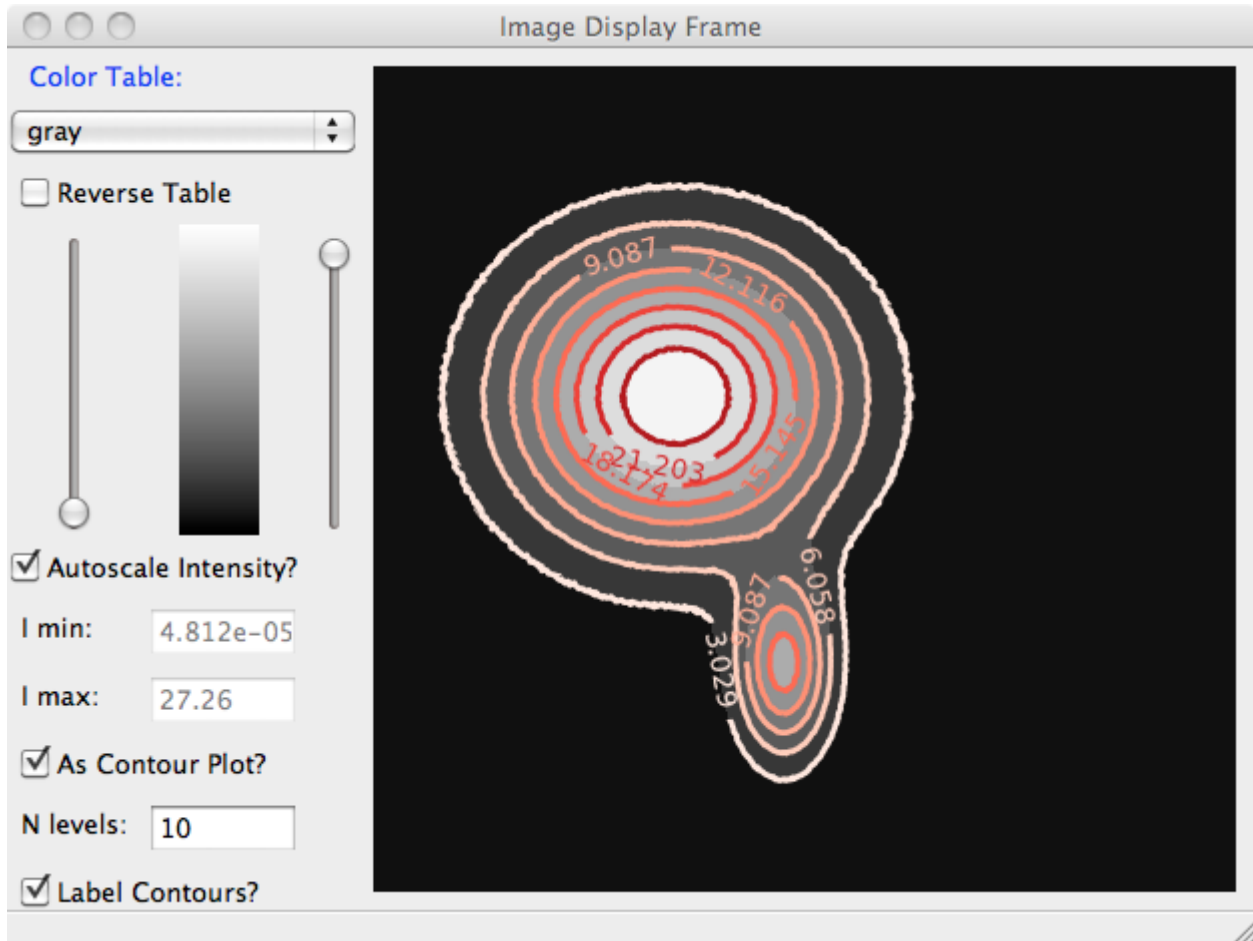 Image Display Frame
Color Table:
gray
Reverse Table
Autoscale Intensity?
I min: 4.812e-05
I max: 27.26
As Contour Plot?
N levels: 10
Label Contours?
9.087
12.116
15.145
18.174
21.203
6.058
9.087
3.029